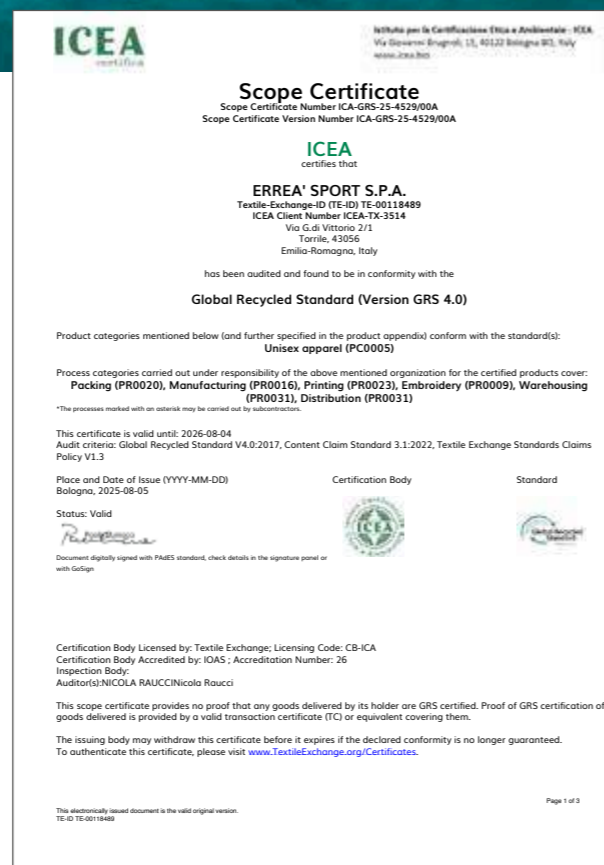 ICEA
certifica
Istituto per la Certificazione Etica e Ambientale - ICEA
Via Giovanni Brugnoli, 15, 40122 Bologna BO, Italy
www.icea.bio
Scope Certificate
Scope Certificate Number ICA-GRS-25-4529/00A
Scope Certificate Version Number ICA-GRS-25-4529/00A
ICEA
certifies that
ERREA' SPORT S.P.A.
Textile-Exchange-ID (TE-ID) TE-00118489
ICEA Client Number ICEA-TX-3514
Via G.di Vittorio 2/1
Torrile, 43056
Emilia-Romagna, Italy
has been audited and found to be in conformity with the
Global Recycled Standard (Version GRS 4.0)
Product categories mentioned below (and further specified in the product appendix) conform with the standard(s):
Unisex apparel (PC0005)
Process categories carried out under responsibility of the above mentioned organization for the certified products cover:
Packing (PR0020), Manufacturing (PR0016), Printing (PR0023), Embroidery (PR0009), Warehousing
(PR0031), Distribution (PR0031)
*The processes marked with an asterisk may be carried out by subcontractors.
This certificate is valid until: 2026-08-04
Audit criteria: Global Recycled Standard V4.0:2017, Content Claim Standard 3.1:2022, Textile Exchange Standards Claims
Policy V1.3
Place and Date of Issue (YYYY-MM-DD)
Bologna, 2025-08-05
Certification Body
Standard
Status: Valid
ICEA
Global Recycled
Standard
Document digitally signed with PAdES standard, check details in the signature panel or
with GoSign
Certification Body Licensed by: Textile Exchange; Licensing Code: CB-ICA
Certification Body Accredited by: IOAS ; Accreditation Number: 26
Inspection Body:
Auditor(s):NICOLA RAUCCINicola Raucci
This scope certificate provides no proof that any goods delivered by its holder are GRS certified. Proof of GRS certification of
goods delivered is provided by a valid transaction certificate (TC) or equivalent covering them.
The issuing body may withdraw this certificate before it expires if the declared conformity is no longer guaranteed.
To authenticate this certificate, please visit www.TextileExchange.org/Certificates.
Page 1 of 3
This electronically issued document is the valid original version.
TE-ID TE-00118489